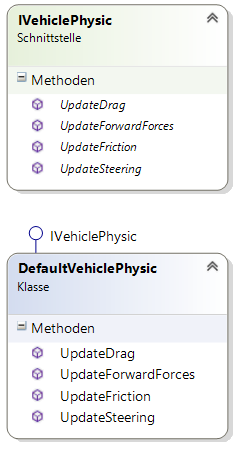 IVehiclePhysic
Schnittstelle
Methoden
UpdateDrag
UpdateForwardForces
UpdateFriction
UpdateSteering
IVehiclePhysic
DefaultVehiclePhysic
Klasse
Methoden
UpdateDrag
UpdateForwardForces
UpdateFriction
UpdateSteering